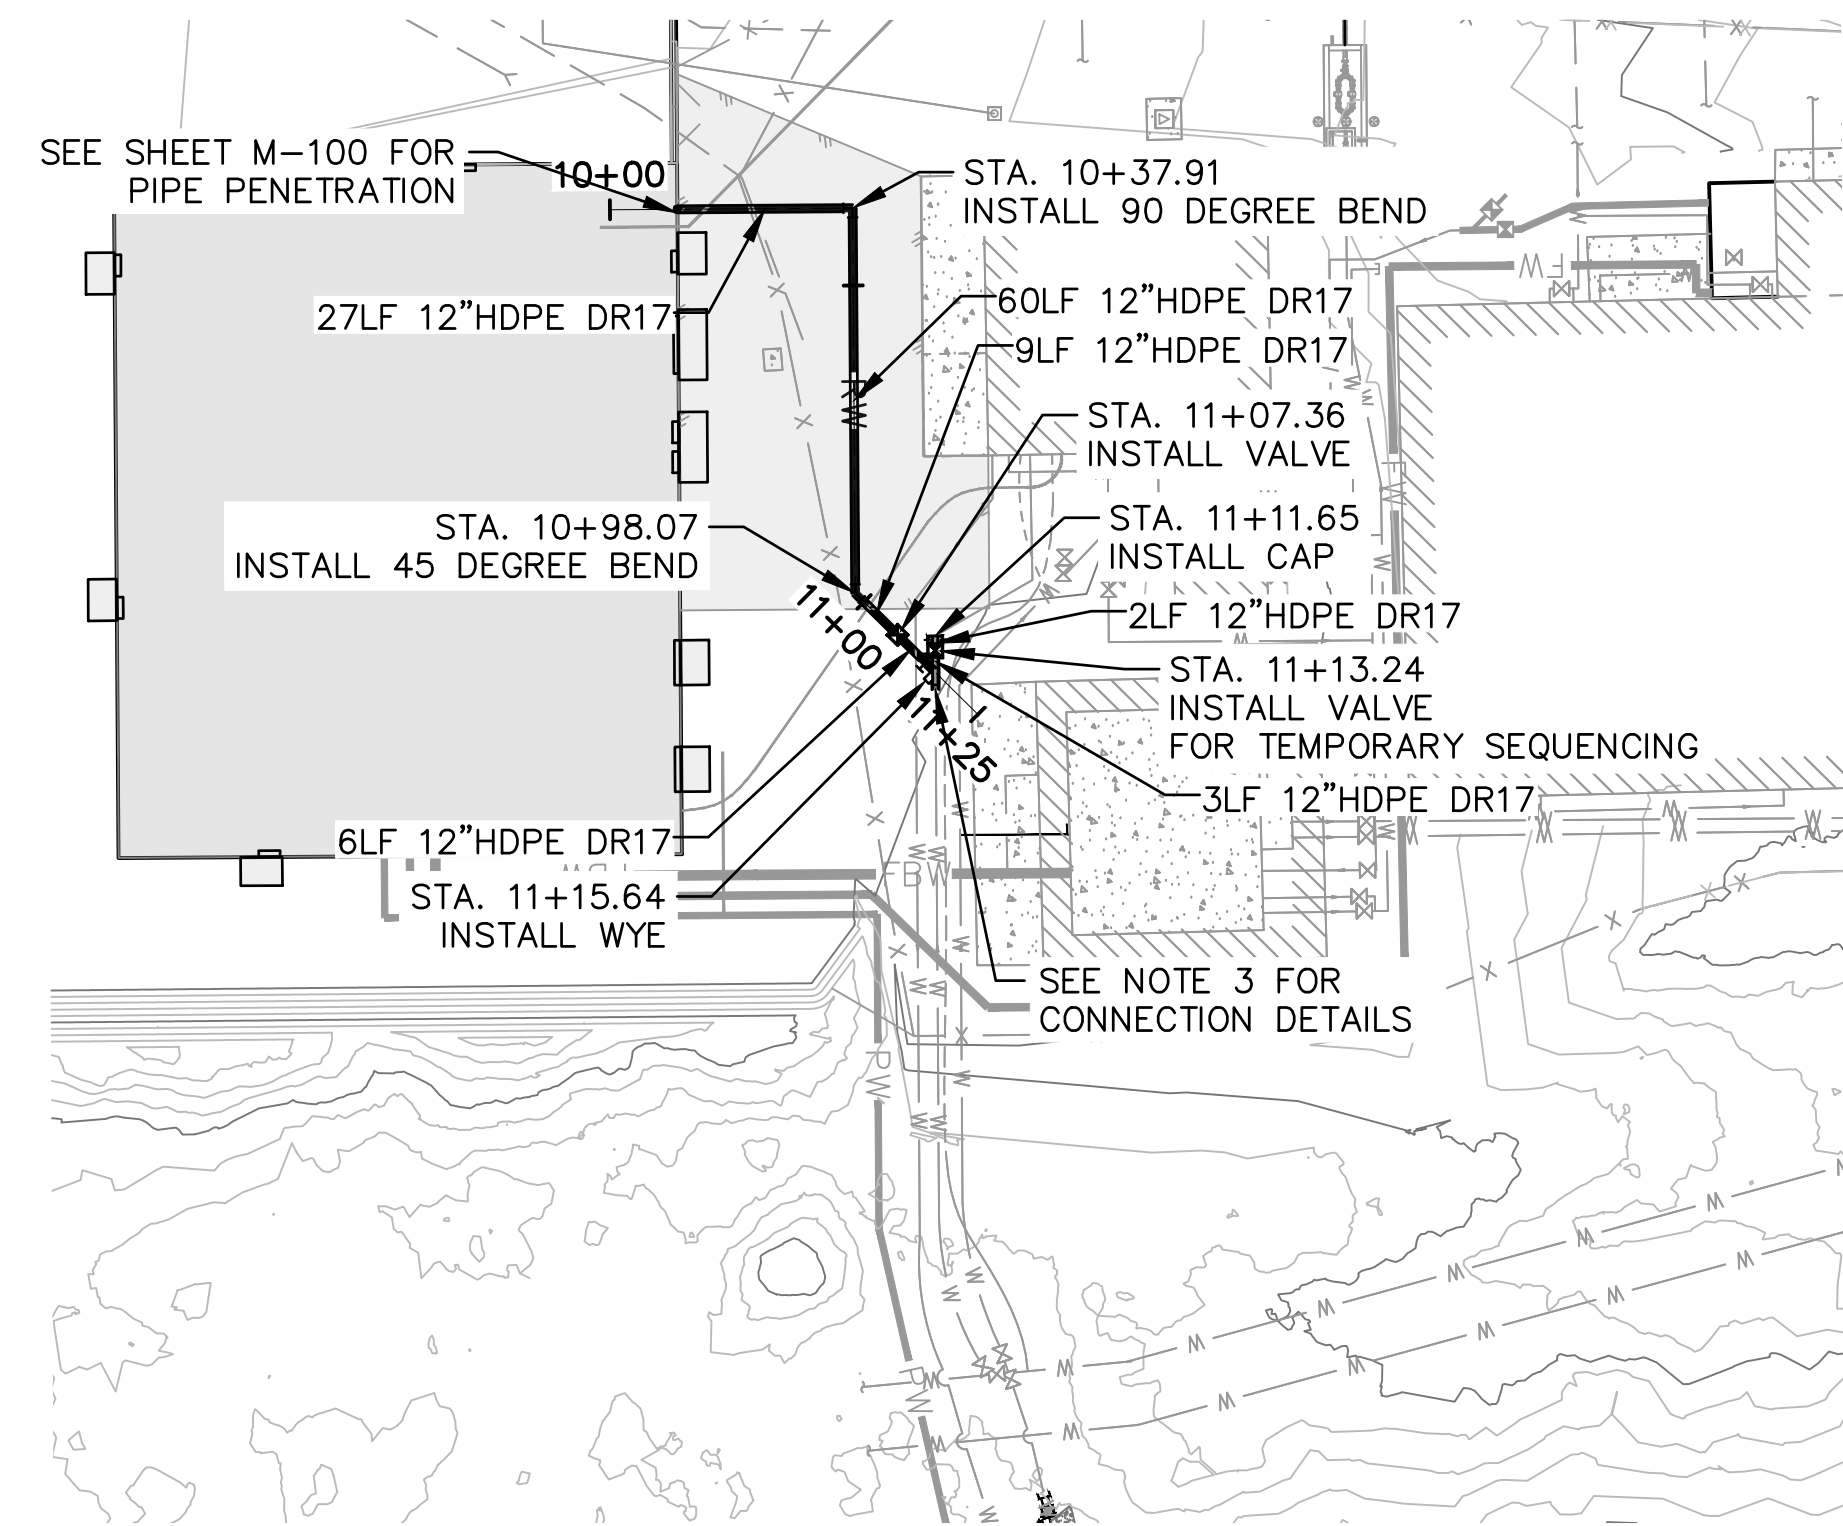 SEE SHEET M-100 FOR
PIPE PENETRATION
10+00
STA. 10+37.91
INSTALL 90 DEGREE BEND
27LF 12”HDPE DR17
60LF 12”HDPE DR17
9LF 12”HDPE DR17
FW
STA. 11+07.36
INSTALL VALVE
STA. 10+98.07
INSTALL 45 DEGREE BEND
STA. 11+11.65
INSTALL CAP
11+00
2LF 12”HDPE DR17
STA. 11+13.24
INSTALL VALVE
FOR TEMPORARY SEQUENCING
11+25
3LF 12”HDPE DR17
6LF 12”HDPE DR17
FBW
STA. 11+15.64
INSTALL WYE
SEE NOTE 3 FOR
CONNECTION DETAILS